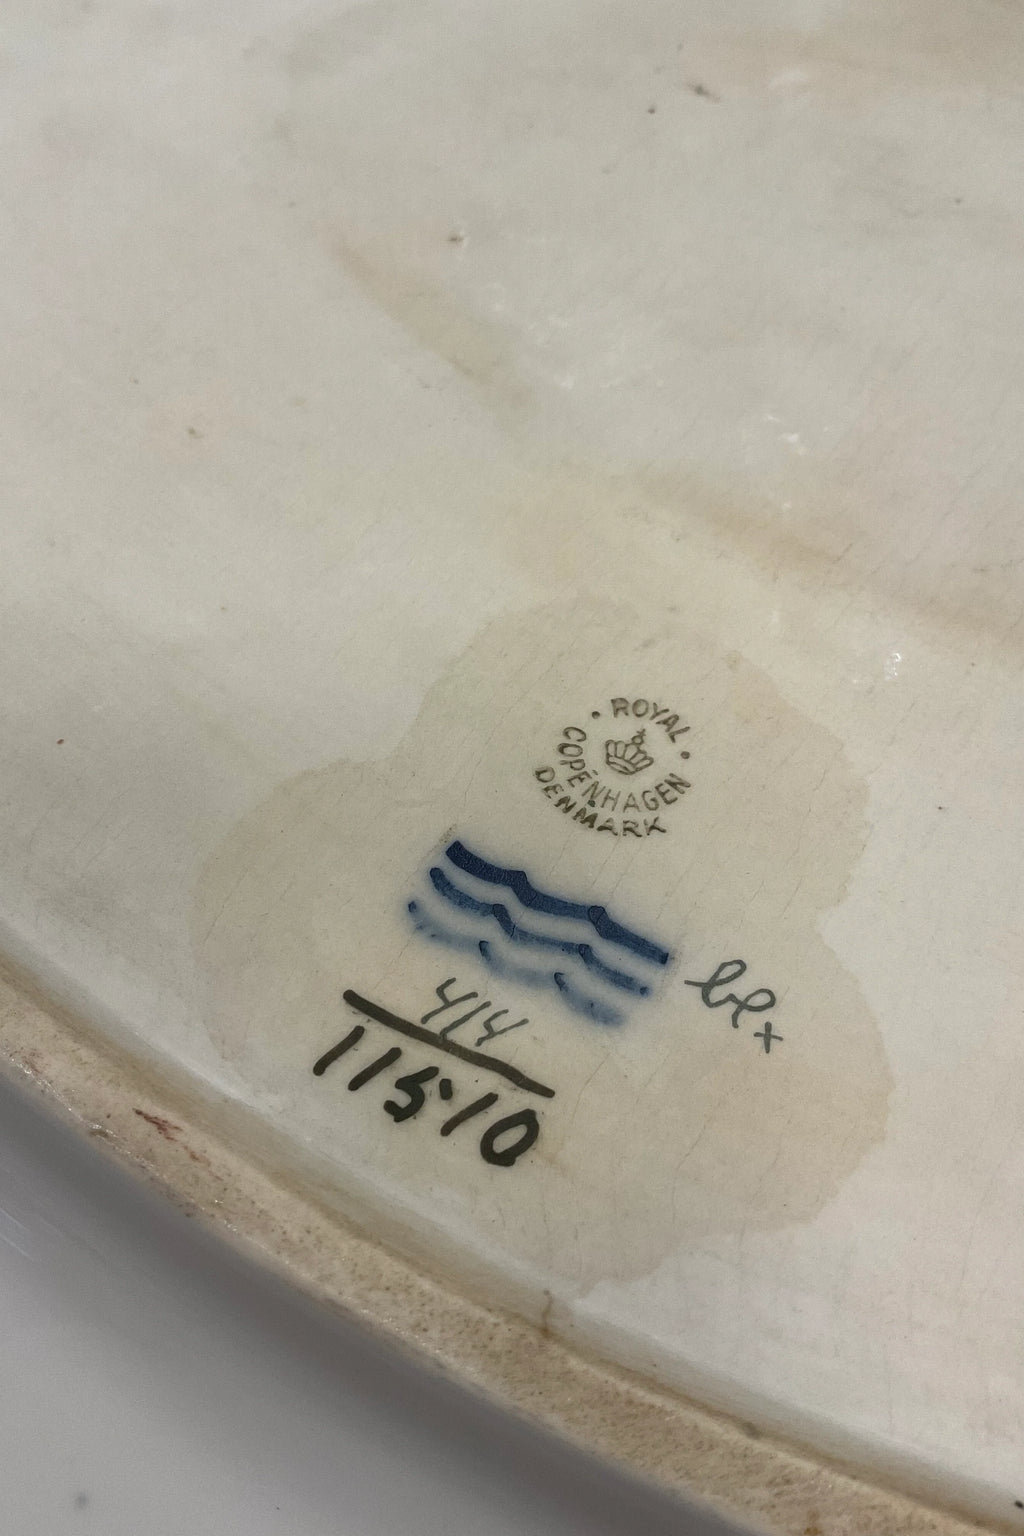 ROYAL
COPENHAGEN
DENMARK
414
11510